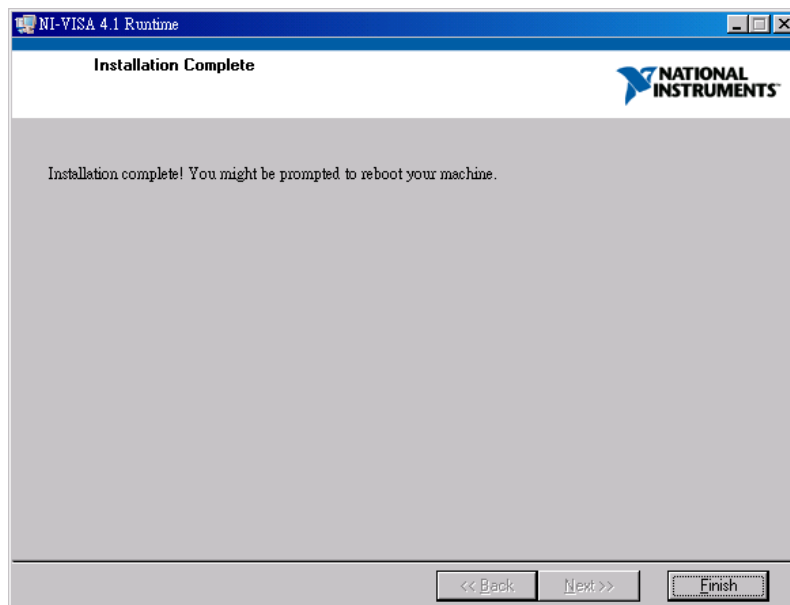 NI-VISA 4.1 Runtime
Installation Complete
NATIONAL
INSTRUMENTS™
Installation complete! You might be prompted to reboot your machine.
<< Back
Next >>
Finish